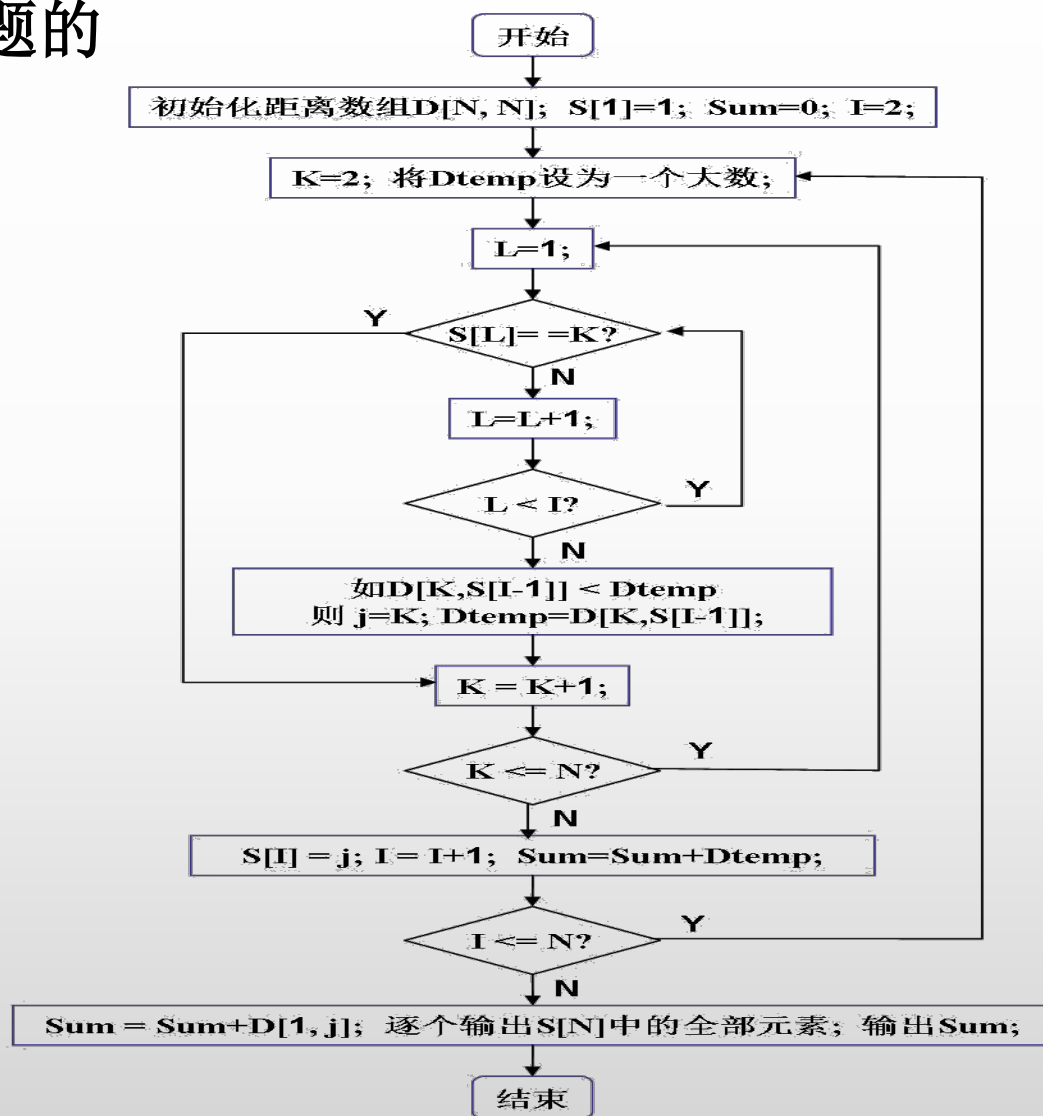 题的
开始
初始化距离数组D[N, N]; S[1]=1; Sum=0; I=2;
K=2; 将Dtemp设为一个大数;
L=1;
Y
S[L]= =K?
N
L=L+1;
L < I?
Y
N
如D[K,S[I-1]] < Dtemp
则 j=K; Dtemp=D[K,S[I-1]];
K = K+1;
K <= N?
Y
N
S[I] = j; I = I+1; Sum=Sum+Dtemp;
I <= N?
Y
N
Sum = Sum+D[1, j]; 逐个输出S[N]中的全部元素; 输出Sum;
结束